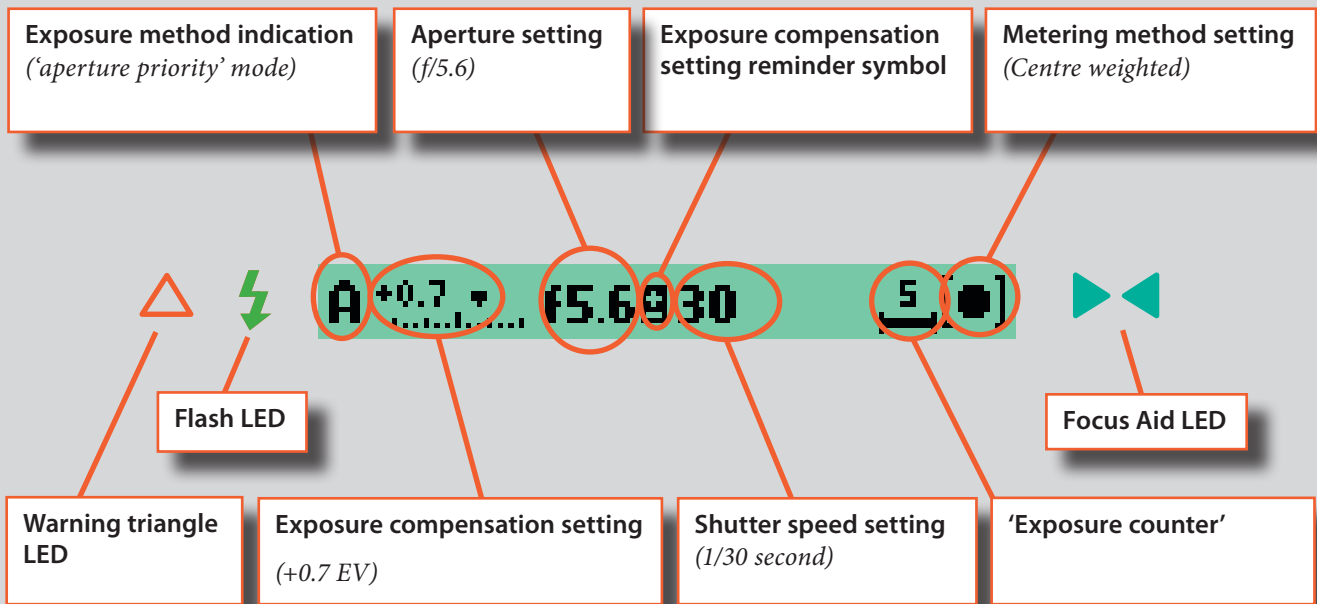 Exposure method indication
(‘aperture priority’ mode)
Aperture setting
(f/5.6)
Exposure compensation
setting reminder symbol
Metering method setting
(Centre weighted)
A +0.7 f5.6 30 5
Flash LED
Focus Aid LED
Warning triangle
LED
Exposure compensation setting
(+0.7 EV)
Shutter speed setting
(1/30 second)
‘Exposure counter’